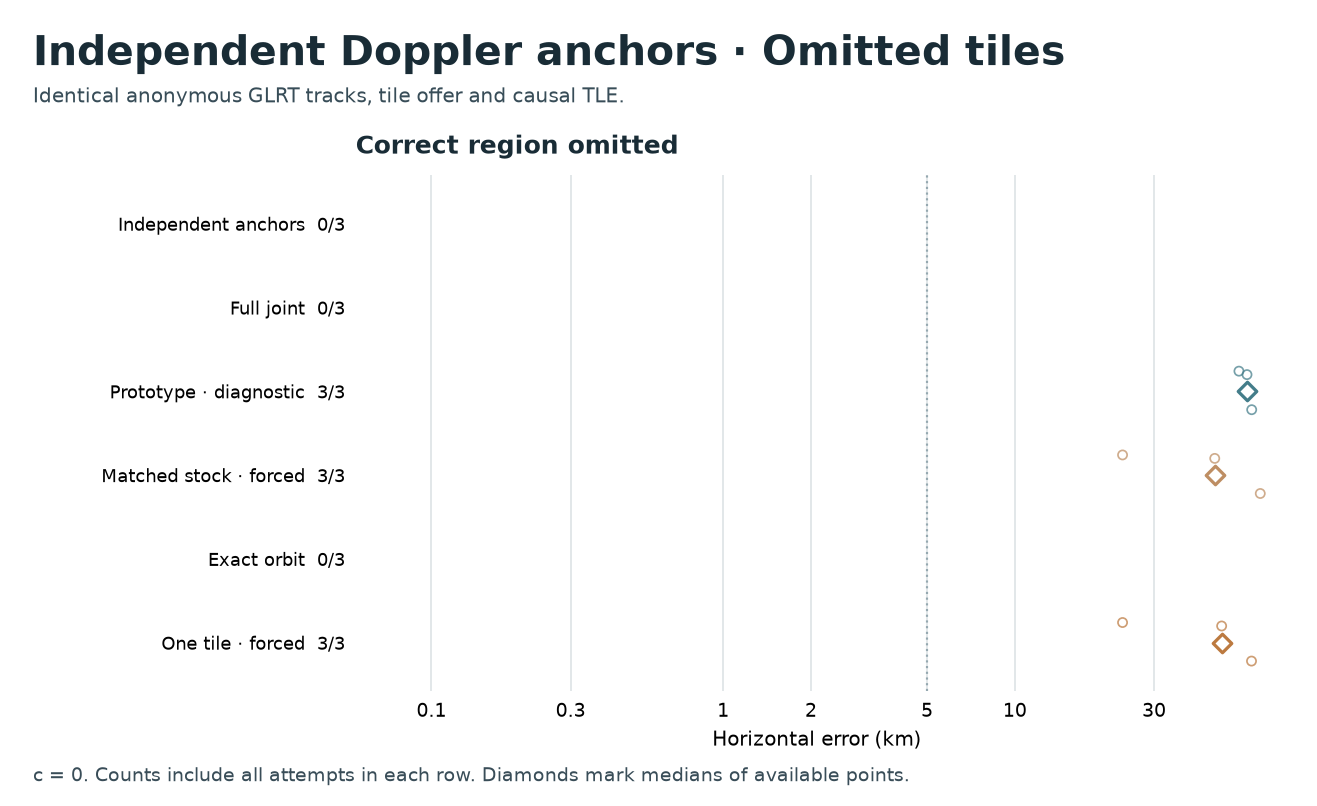 Independent Doppler anchors · Omitted tiles
Identical anonymous GLRT tracks, tile offer and causal TLE.
Correct region omitted
Independent anchors 0/3
Full joint 0/3
Prototype · diagnostic 3/3
Matched stock · forced 3/3
Exact orbit 0/3
One tile · forced 3/3
0.1 0.3 1 2 5 10 30
Horizontal error (km)
c = 0. Counts include all attempts in each row. Diamonds mark medians of available points.